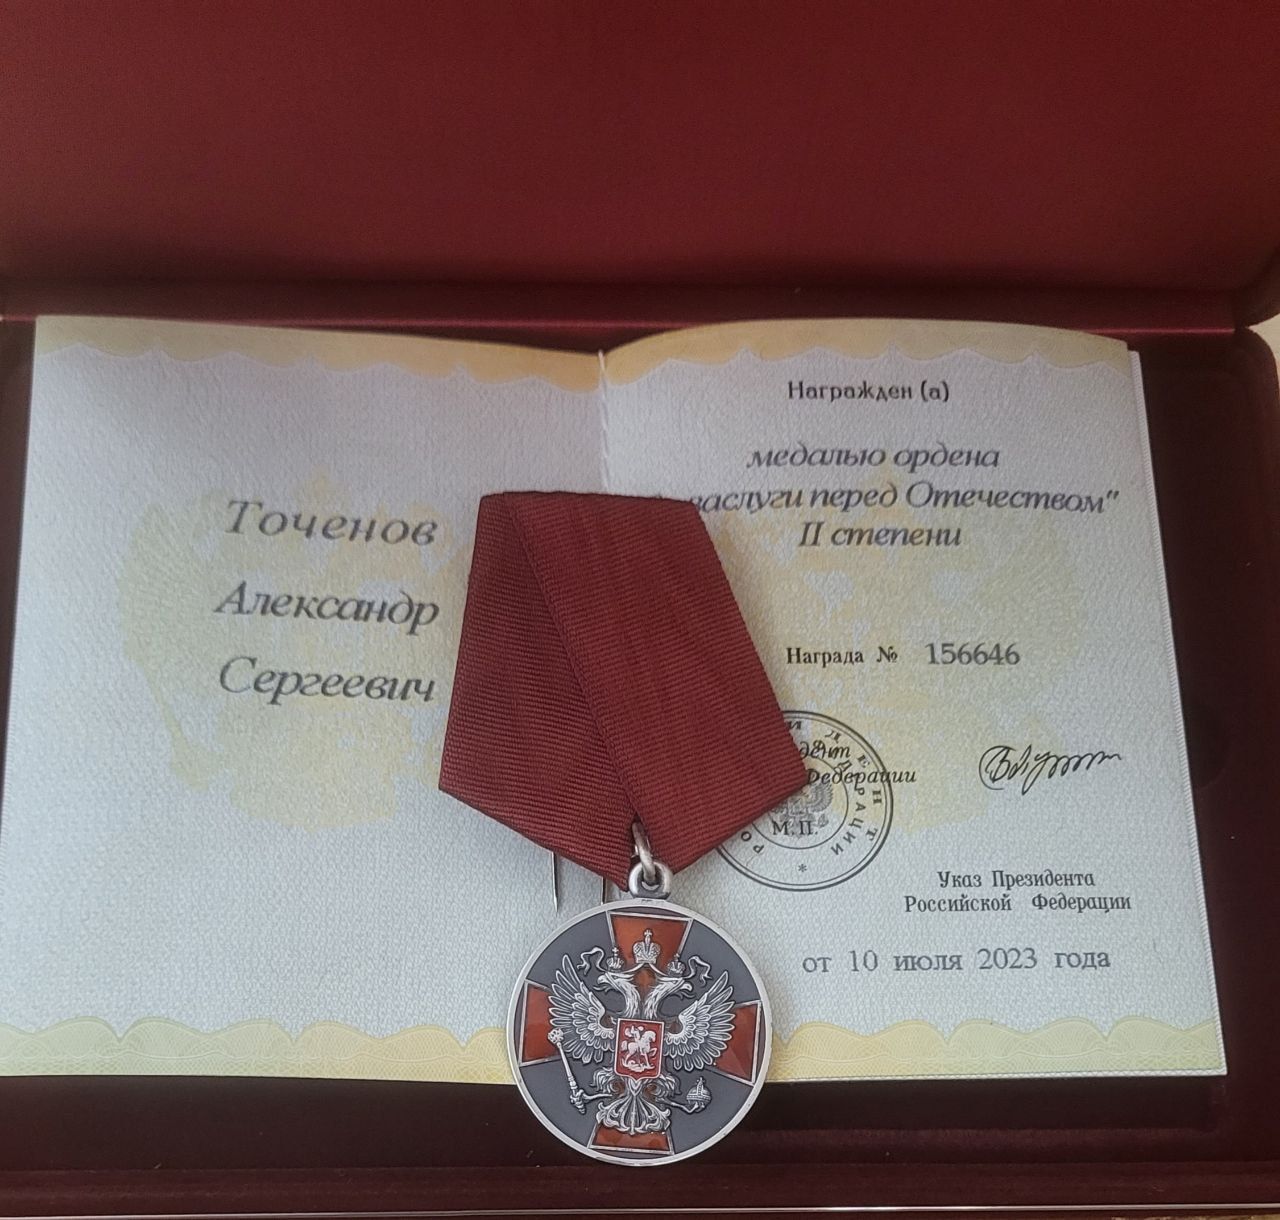 Точенов
Александр
Сергеевич
Награжден (а)
медалью ордена
заслуги перед Отечеством"
II степени
Награда № 156646
Федерации
М.П.
Указ Президента
Российской Федерации
от 10 июля 2023 года